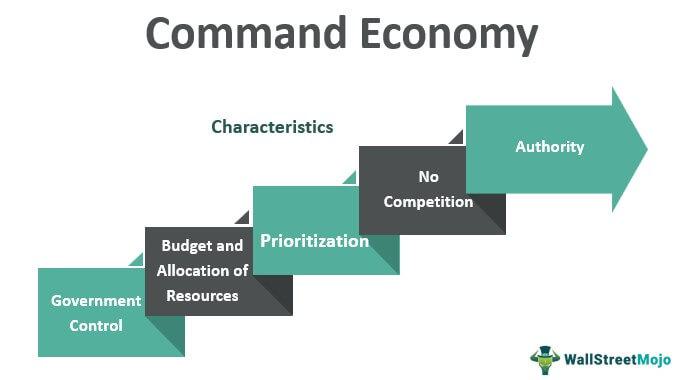 Command Economy
Characteristics
Government
Control
Budget and
Allocation of
Resources
Prioritization
No
Competition
Authority
WallStreetMojo